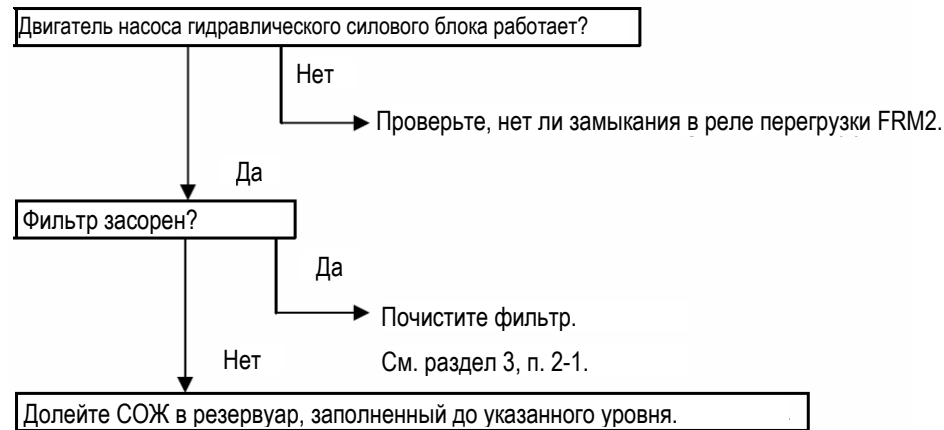 Двигатель насоса гидравлического силового блока работает?
Нет
Проверьте, нет ли замыкания в реле перегрузки FRM2.
Да
Фильтр засорен?
Да
Почистите фильтр.
Нет
См. раздел 3, п. 2-1.
Долейте СОЖ в резервуар, заполненный до указанного уровня.